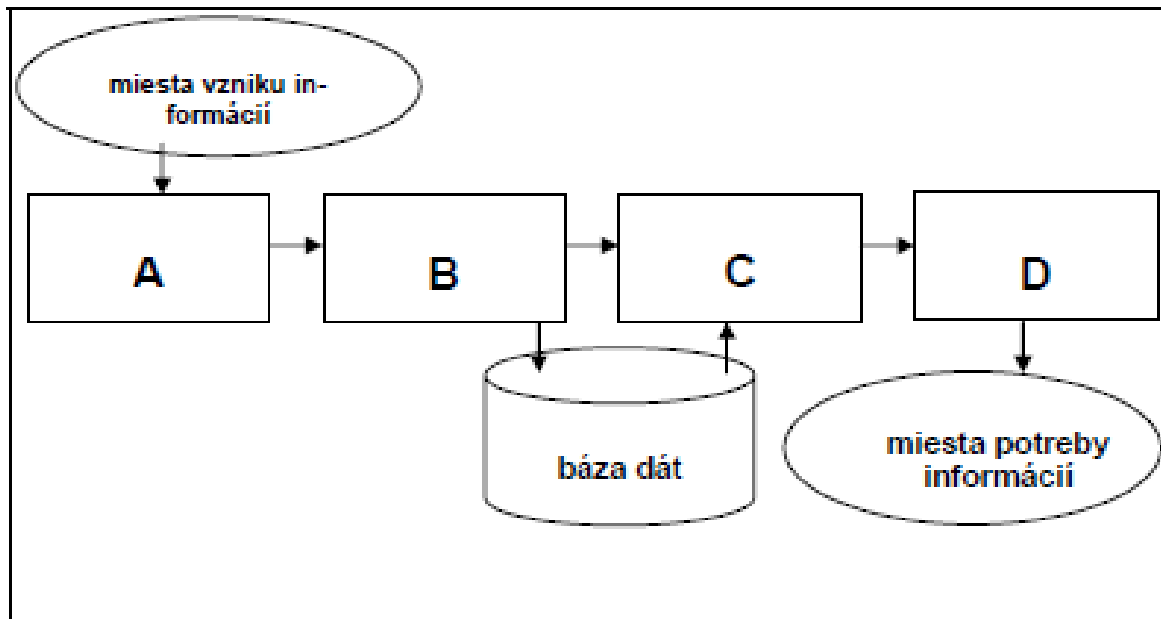 miesta vzniku in-
formácií
A
B
C
D
báza dát
miesta potreby
informácií